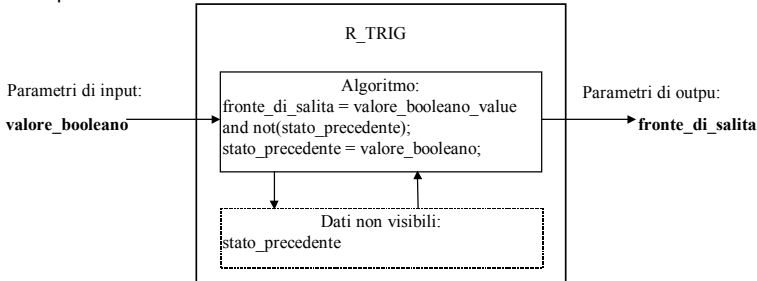 R_TRIG
Parametri di input:
valore_booleano
Algoritmo:
fronte_di_salita = valore_booleano_value
and not(stato_precedente);
stato_precedente = valore_booleano;
Parametri di outpu:
fronte_di_salita
Dati non visibili:
stato_precedente